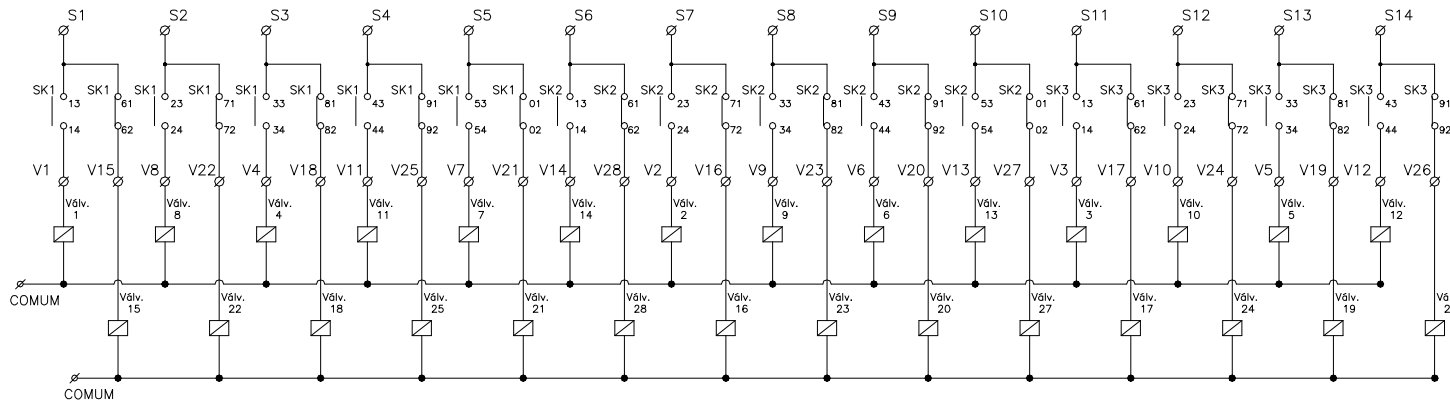 S1 S2 S3 S4 S5 S6 S7 S8 S9 S10 S11 S12 S13 S14
SK1 13 SK1 61 SK1 23 SK1 71 SK1 33 SK1 81 SK1 43 SK1 91 SK1 53 SK1 01 SK2 13 SK2 61 SK2 23 SK2 71 SK2 33 SK2 81 SK2 43 SK2 91 SK2 53 SK2 01 SK3 13 SK3 61 SK3 23 SK3 71 SK3 33 SK3 81 SK3 43 SK3 91
14 62 24 72 34 82 44 92 54 02 14 62 24 72 34 82 44 92 54 02 14 62 24 72 34 82 44 92
V1 V15 V8 V22 V4 V18 V11 V25 V7 V21 V14 V28 V2 V16 V9 V23 V6 V20 V13 V27 V3 V17 V10 V24 V5 V19 V12 V26
Válv. Válv. Válv. Válv. Válv. Válv. Válv. Válv. Válv. Válv. Válv. Válv. Válv. Válv.
1 8 4 11 7 14 2 9 6 13 3 10 5 12
COMUM
Válv. Válv. Válv. Válv. Válv. Válv. Válv. Válv. Válv. Válv. Válv. Válv. Válv.
15 22 18 25 21 28 16 23 20 27 17 24 19
COMUM